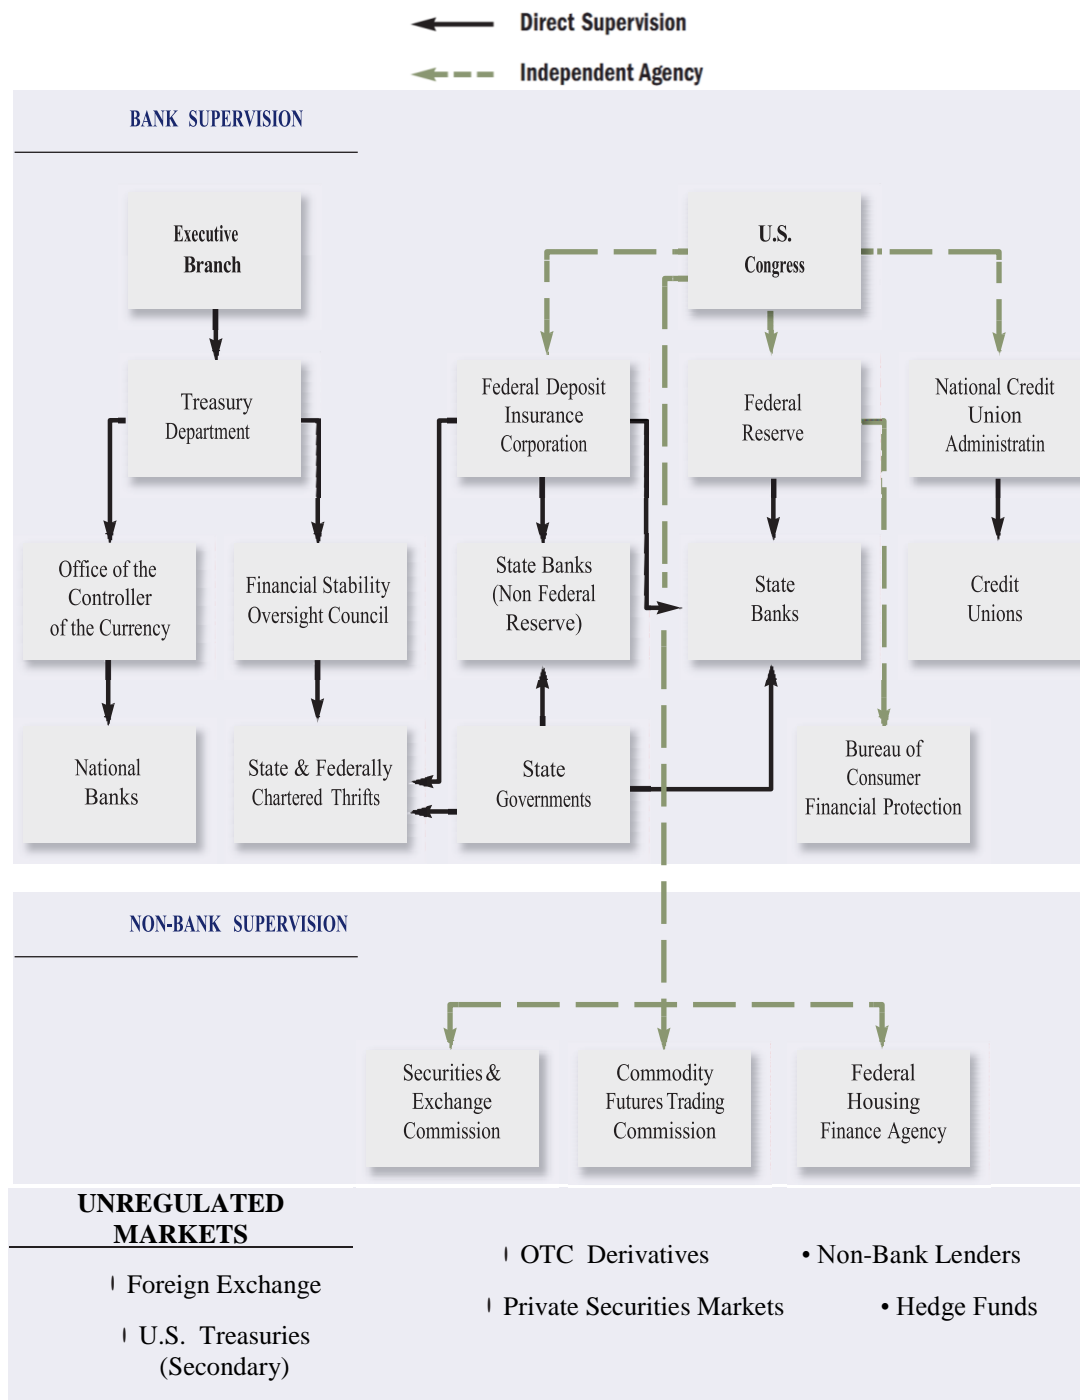 Direct Supervision
Independent Agency
BANK SUPERVISION
Executive
Branch
U.S.
Congress
Treasury
Department
Federal Deposit
Insurance
Corporation
Federal
Reserve
National Credit
Union
Administratin
Office of the
Controller
of the Currency
Financial Stability
Oversight Council
State Banks
(Non Federal
Reserve)
State
Banks
Credit
Unions
National
Banks
State & Federally
Chartered Thrifts
State
Governments
Bureau of
Consumer
Financial Protection
NON-BANK SUPERVISION
Securities &
Exchange
Commission
Commodity
Futures Trading
Commission
Federal
Housing
Finance Agency
UNREGULATED
MARKETS
Foreign Exchange
U.S. Treasuries
(Secondary)
OTC Derivatives
Private Securities Markets
• Non-Bank Lenders
• Hedge Funds